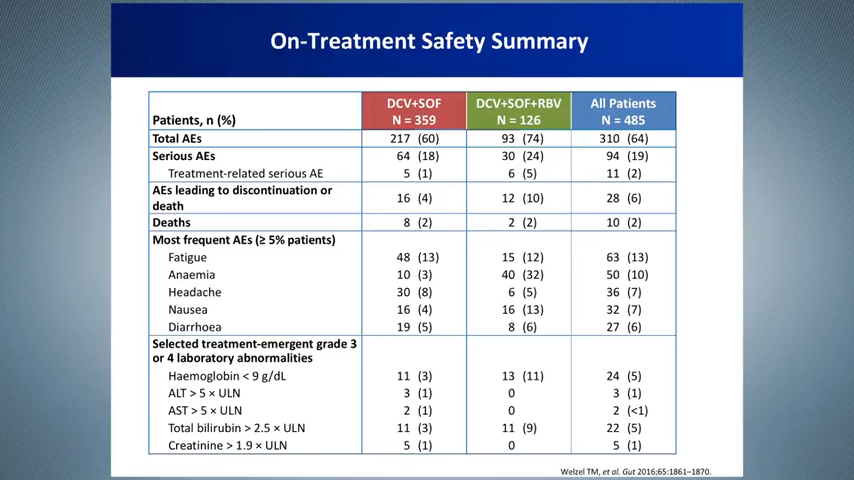 On-Treatment Safety Summary
Patients, n (%) DCV+SOF N = 359 DCV+SOF+RBV N = 126 All Patients N = 485
Total AEs 217 (60) 93 (74) 310 (64)
Serious AEs 64 (18) 30 (24) 94 (19)
Treatment-related serious AE 5 (1) 6 (5) 11 (2)
AEs leading to discontinuation or
death 16 (4) 12 (10) 28 (6)
Deaths 8 (2) 2 (2) 10 (2)
Most frequent AEs (≥ 5% patients)
Fatigue 48 (13) 15 (12) 63 (13)
Anaemia 10 (3) 40 (32) 50 (10)
Headache 30 (8) 6 (5) 36 (7)
Nausea 16 (4) 16 (13) 32 (7)
Diarrhoea 19 (5) 8 (6) 27 (6)
Selected treatment-emergent grade 3
or 4 laboratory abnormalities
Haemoglobin < 9 g/dL 11 (3) 13 (11) 24 (5)
ALT > 5 × ULN 3 (1) 0 3 (1)
AST > 5 × ULN 2 (1) 0 2 (<1)
Total bilirubin > 2.5 × ULN 11 (3) 11 (9) 22 (5)
Creatinine > 1.9 × ULN 5 (1) 0 5 (1)
Welzel TM, et al. Gut 2016;65:1861–1870.